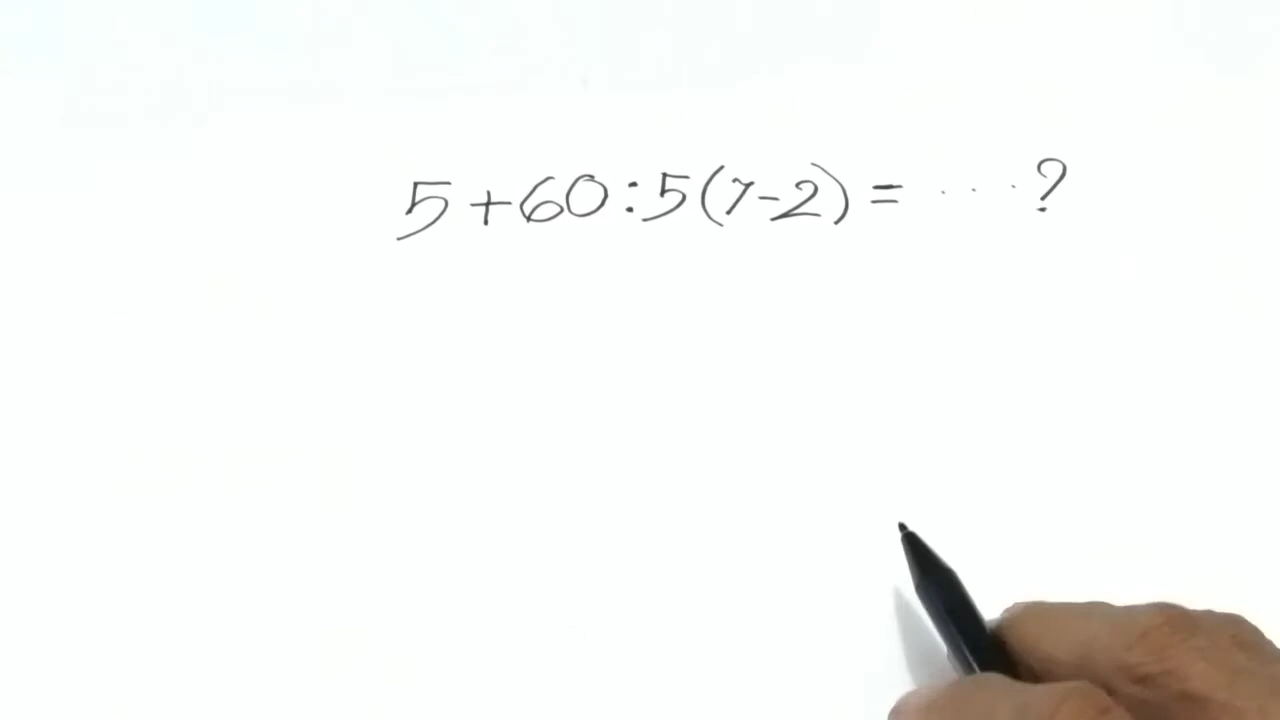 5+60:5(7-2) = ...?